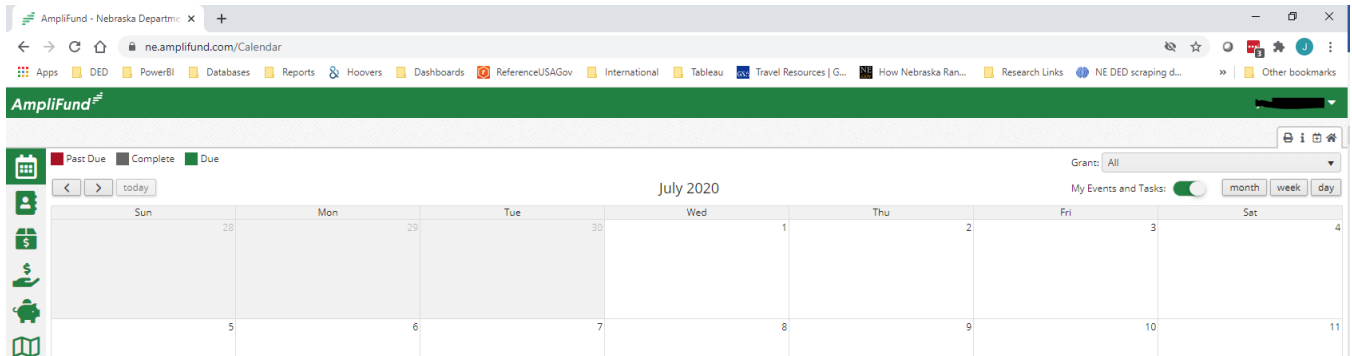 AmpliFund - Nebraska Departme
ne.amplifund.com/Calendar
3
J
Apps DED PowerBI Databases Reports Hoovers Dashboards ReferenceUSAGov International Tableau GSA Travel Resources | G... NE How Nebraska Ran... Research Links NE DED scraping d... » Other bookmarks
AmpliFund
Past Due Complete Due Grant: All
today July 2020 My Events and Tasks: month week day
Sun Mon Tue Wed Thu Fri Sat
28 29 30 1 2 3 4
5 6 7 8 9 10 11